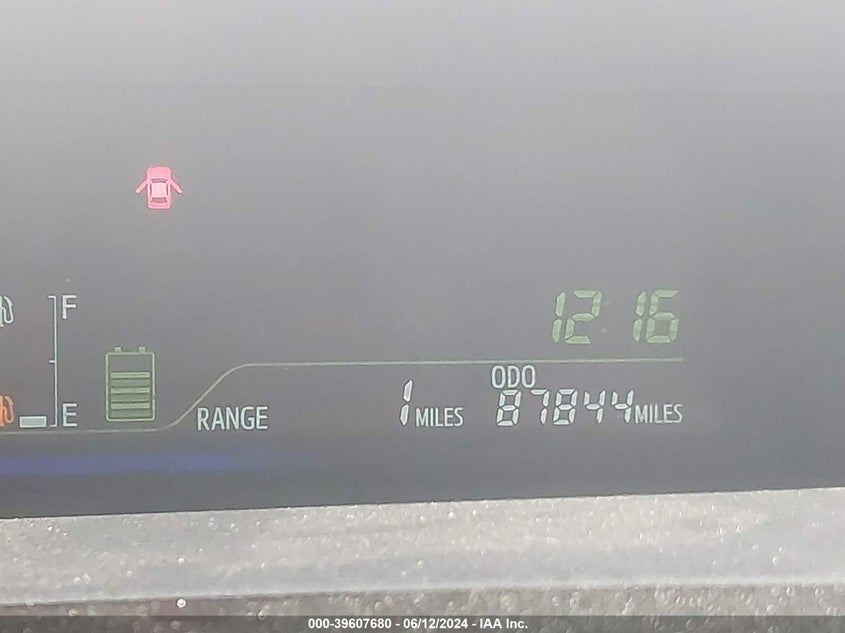 F
12 16
ODO
E
RANGE 1 MILES 87844 MILES
000-39607680 - 06/12/2024 - IAA Inc.